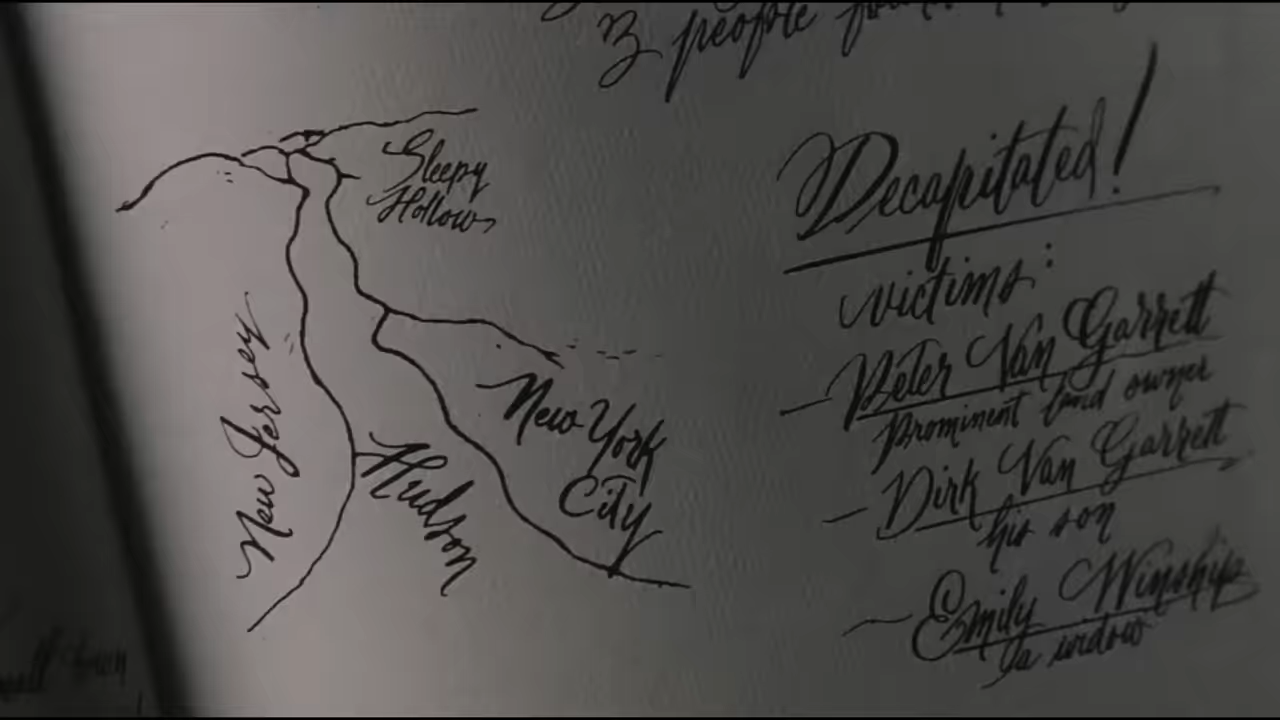 3 people
Sleepy
Hollow
New Jersey
Hudson
New York
City
Decapitated!
victims:
– Peter Van Garrett
Prominent land owner
– Dirk Van Garrett
his son
– Emily Winship
a widow